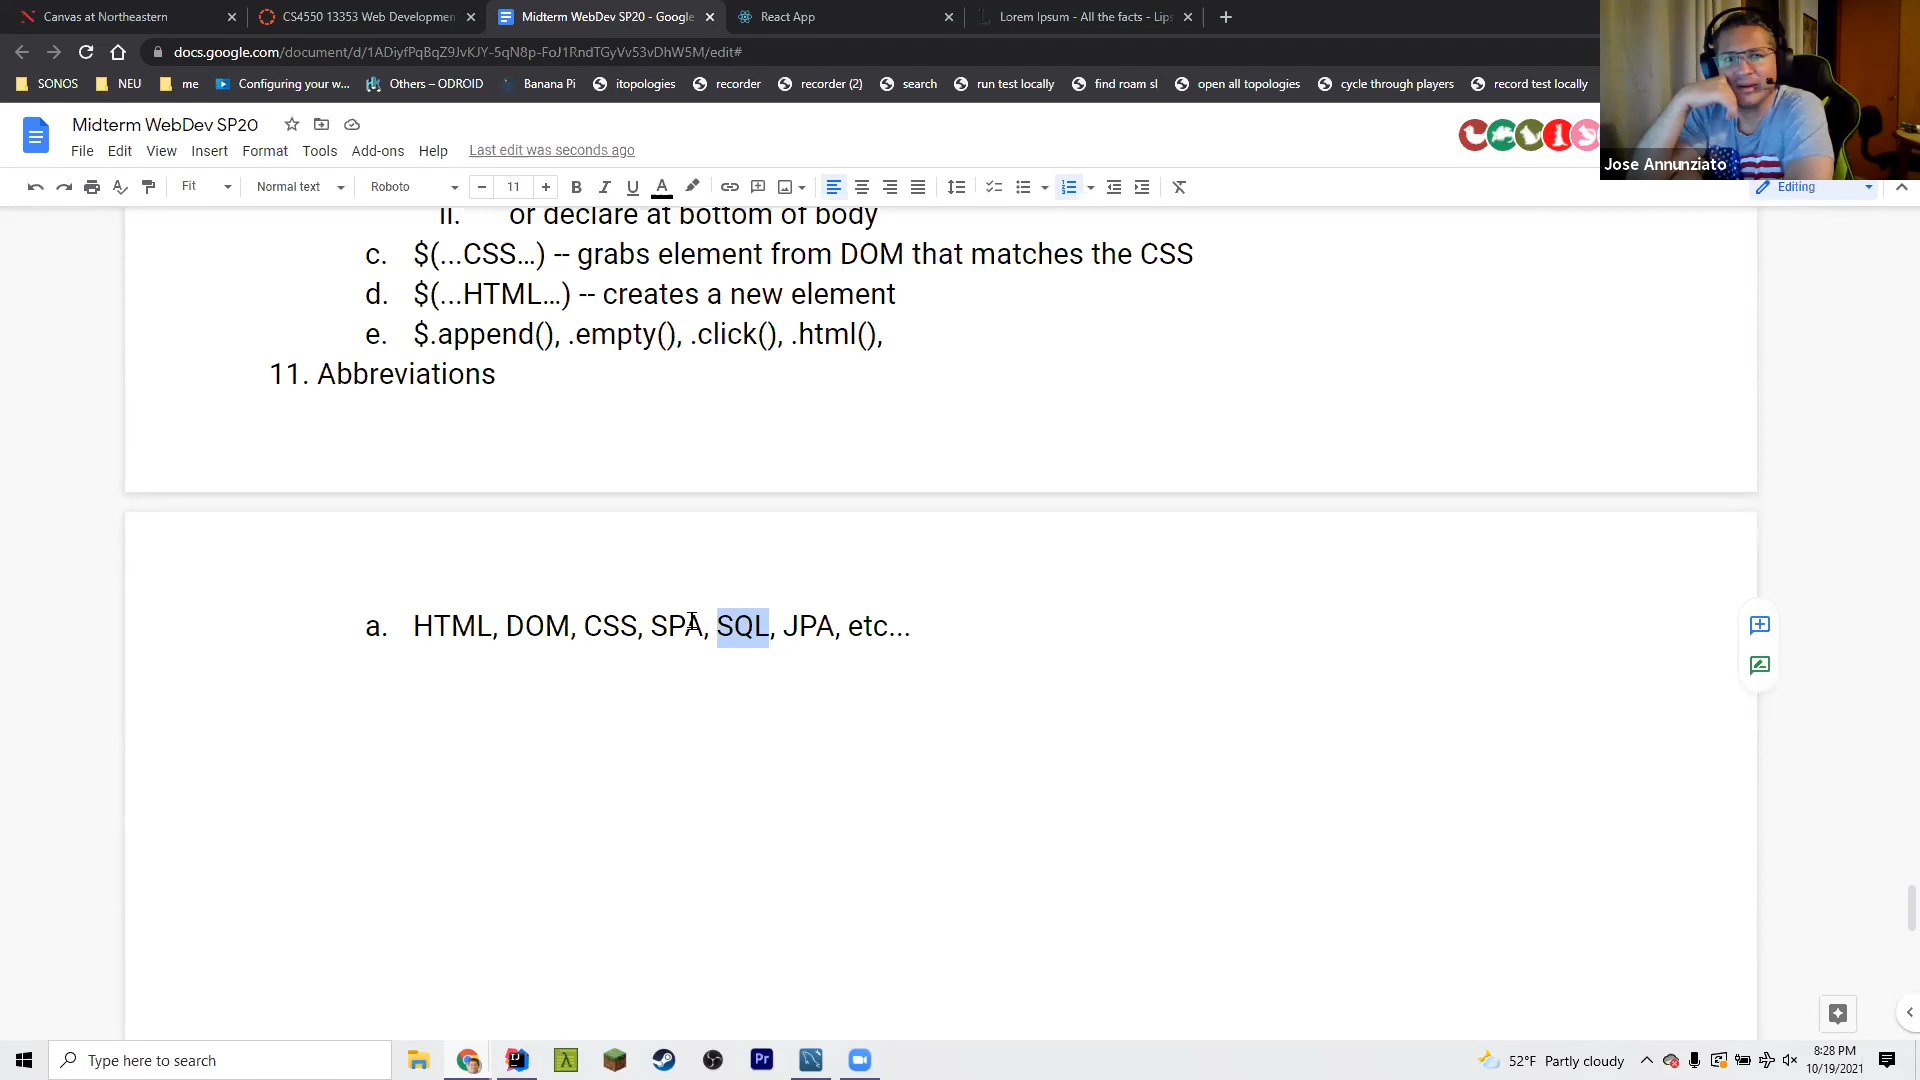 Canvas at Northeastern
CS4550 13353 Web Developmen
Midterm WebDev SP20 - Google
React App
Lorem Ipsum - All the facts - Lips
docs.google.com/document/d/1ADiyfPqBqZ9JvKJY-5qN8p-FoJ1RndTGyVv53vDhW5M/edit#
SONOS NEU me Configuring your w... Others – ODROID Banana Pi itopologies recorder recorder (2) search run test locally find roam sl open all topologies cycle through players record test locally
Jose Annunziato
Midterm WebDev SP20
File Edit View Insert Format Tools Add-ons Help Last edit was seconds ago
Fit Normal text Roboto 11 B I U A Editing
ii. or declare at bottom of body
c. $(...CSS...) -- grabs element from DOM that matches the CSS
d. $(...HTML...) -- creates a new element
e. $.append(), .empty(), .click(), .html(),
11. Abbreviations
a. HTML, DOM, CSS, SPA, SQL, JPA, etc...
Type here to search
Pr
52°F Partly cloudy
8:28 PM
10/19/2021